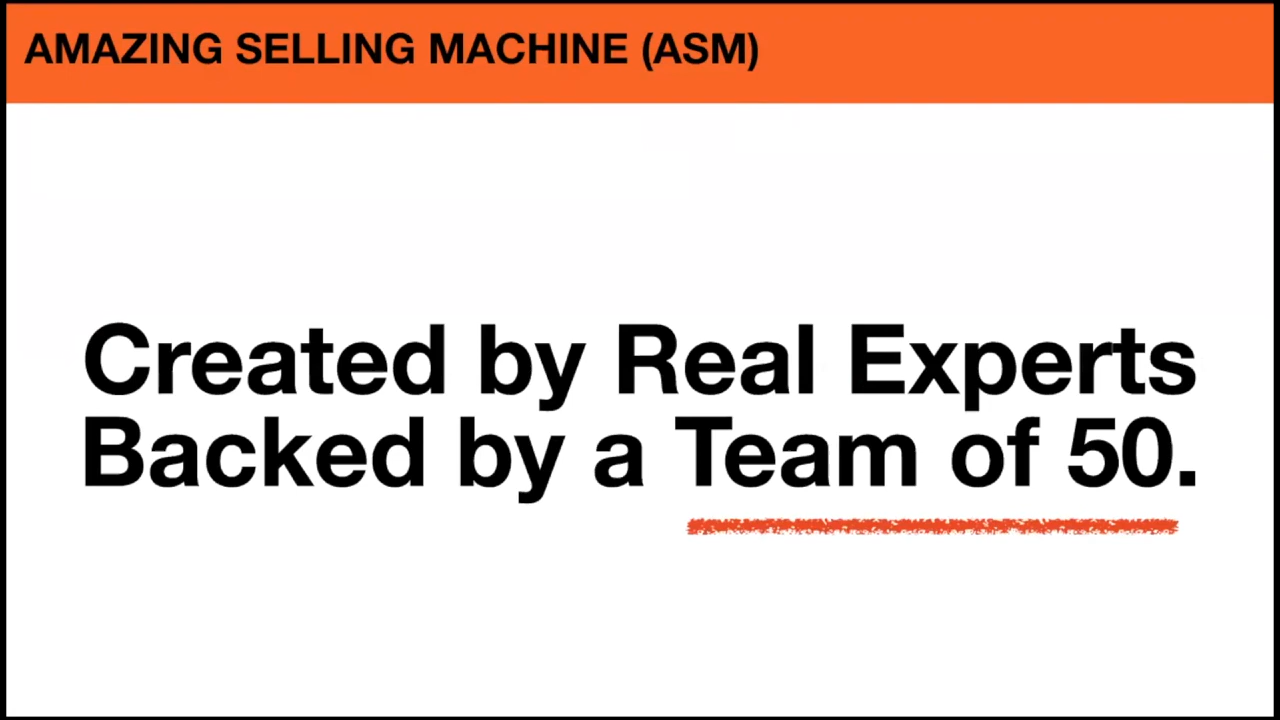 AMAZING SELLING MACHINE (ASM)
Created by Real Experts
Backed by a Team of 50.